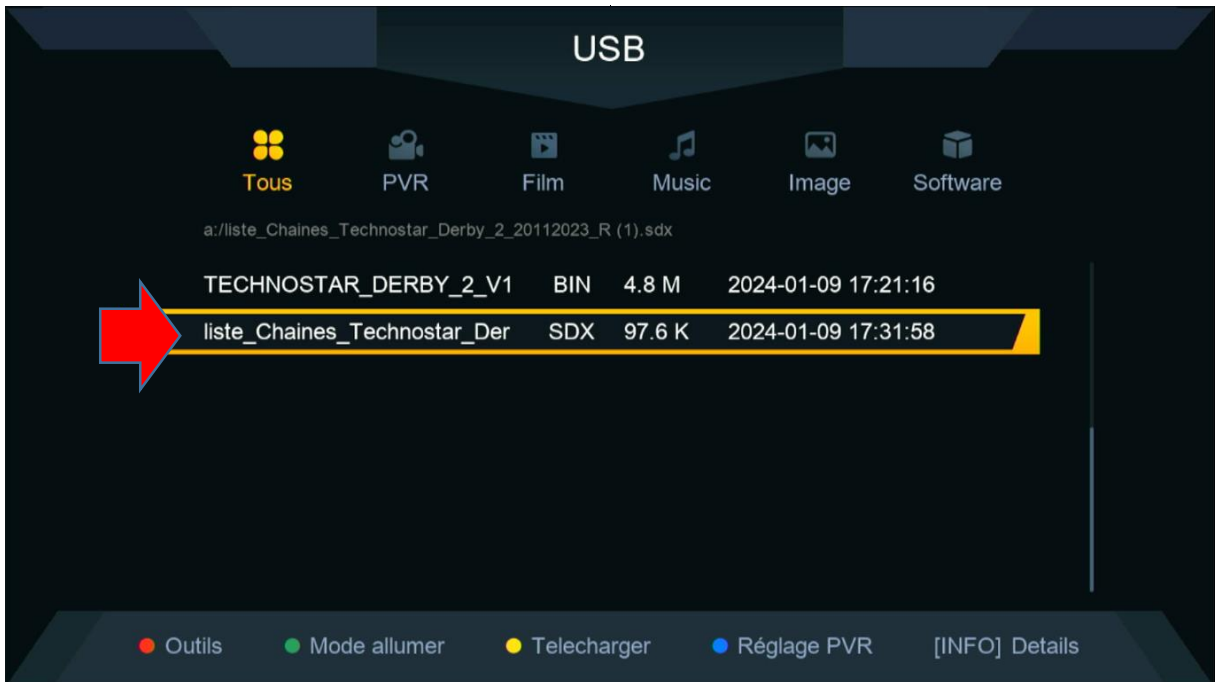 USB
Tous PVR Film Music Image Software
a:/liste_Chaines_Technostar_Derby_2_20112023_R (1).sdx
TECHNOSTAR_DERBY_2_V1 BIN 4.8 M 2024-01-09 17:21:16
liste_Chaines_Technostar_Der SDX 97.6 K 2024-01-09 17:31:58
Outils Mode allumer Telecharger Réglage PVR [INFO] Details